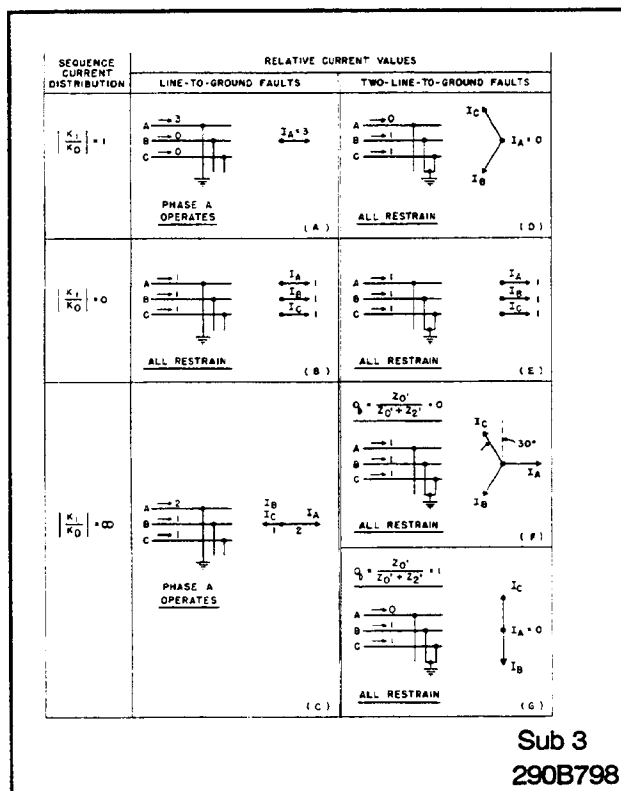 SEQUENCE CURRENT DISTRIBUTION
RELATIVE CURRENT VALUES
LINE-TO-GROUND FAULTS
TWO-LINE-TO-GROUND FAULTS
|K1/K0| = 1
A 3
B 0
C 0
IA = 3
PHASE A
OPERATES
(A)
A 0
B 1
C 1
IC
IA = 0
IB
ALL RESTRAIN
(D)
|K1/K0| = 0
A 1
B 1
C 1
IA 1
IB 1
IC 1
ALL RESTRAIN
(B)
A 1
B 1
C 1
IA 1
IB 1
IC 1
ALL RESTRAIN
(E)
|K1/K0| = ∞
A 2
B 1
C 1
IB
IC IA
1 2
PHASE A
OPERATES
(C)
= Z0' / Z0' + Z2' = 0
A 1
B 1
C 1
IC
30°
IA
IB
ALL RESTRAIN
(F)
= Z0' / Z0' + Z2' = 1
A 0
B 1
C 1
IC
IA = 0
IB
ALL RESTRAIN
(G)
Sub 3
290B798